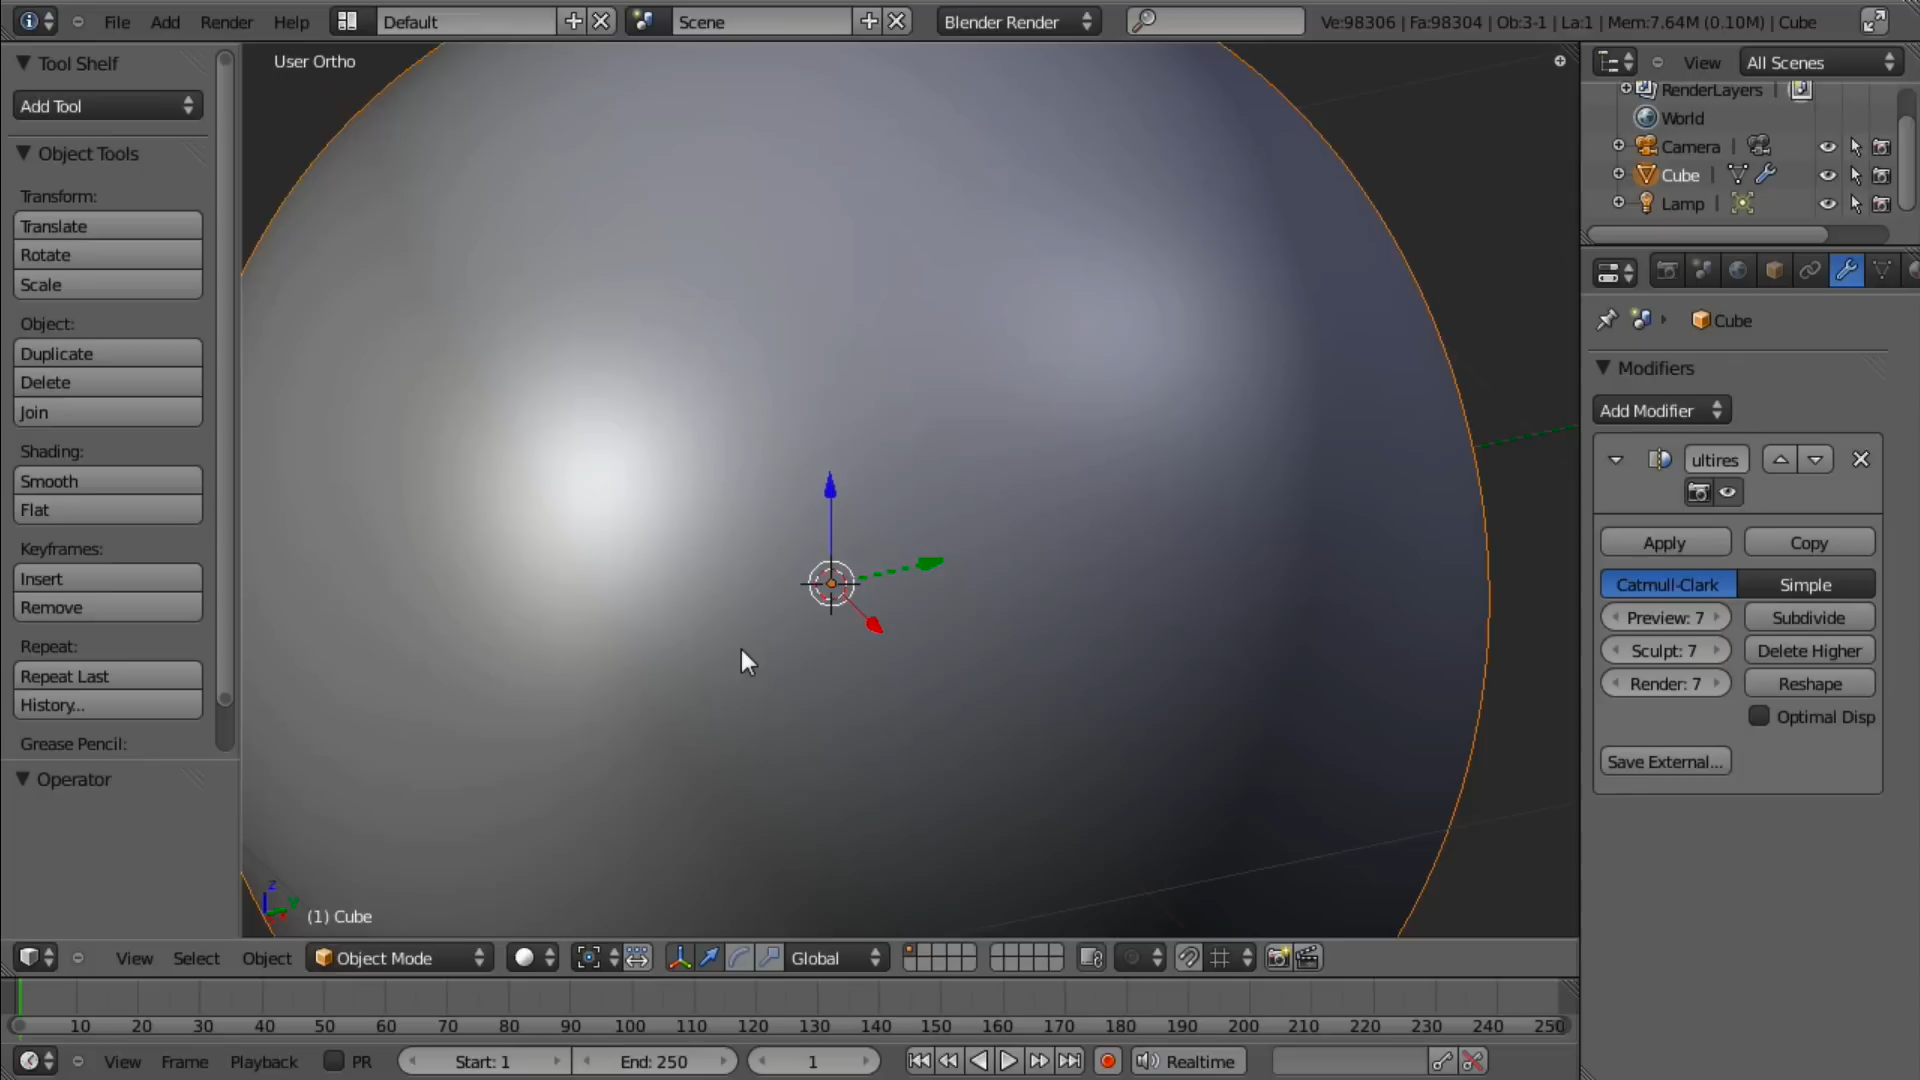 File Add Render Help Default Scene Blender Render Ve:98306 | Fa:98304 | Ob:3-1 | La:1 | Mem:7.64M (0.10M) | Cube
Tool Shelf
Add Tool
Object Tools
Transform:
Translate
Rotate
Scale
Object:
Duplicate
Delete
Join
Shading:
Smooth
Flat
Keyframes:
Insert
Remove
Repeat:
Repeat Last
History...
Grease Pencil:
Operator
User Ortho
z
y
(1) Cube
View All Scenes
RenderLayers |
World
Camera |
Cube |
Lamp |
Cube
Modifiers
Add Modifier
ultires
Apply Copy
Catmull-Clark Simple
Preview: 7 Subdivide
Sculpt: 7 Delete Higher
Render: 7 Reshape
Optimal Disp
Save External...
View Select Object Object Mode Global
10 20 30 40 50 60 70 80 90 100 110 120 130 140 150 160 170 180 190 200 210 220 230 240 250
View Frame Playback PR Start: 1 End: 250 1 Realtime